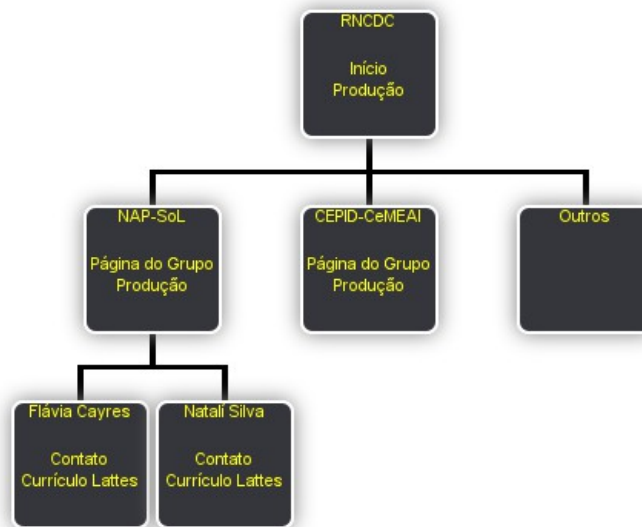 RNCDC
Início
Produção
NAP-SoL
Página do Grupo
Produção
CEPID-CeMEAI
Página do Grupo
Produção
Outros
Flávia Cayres
Contato
Currículo Lattes
Natalí Silva
Contato
Currículo Lattes